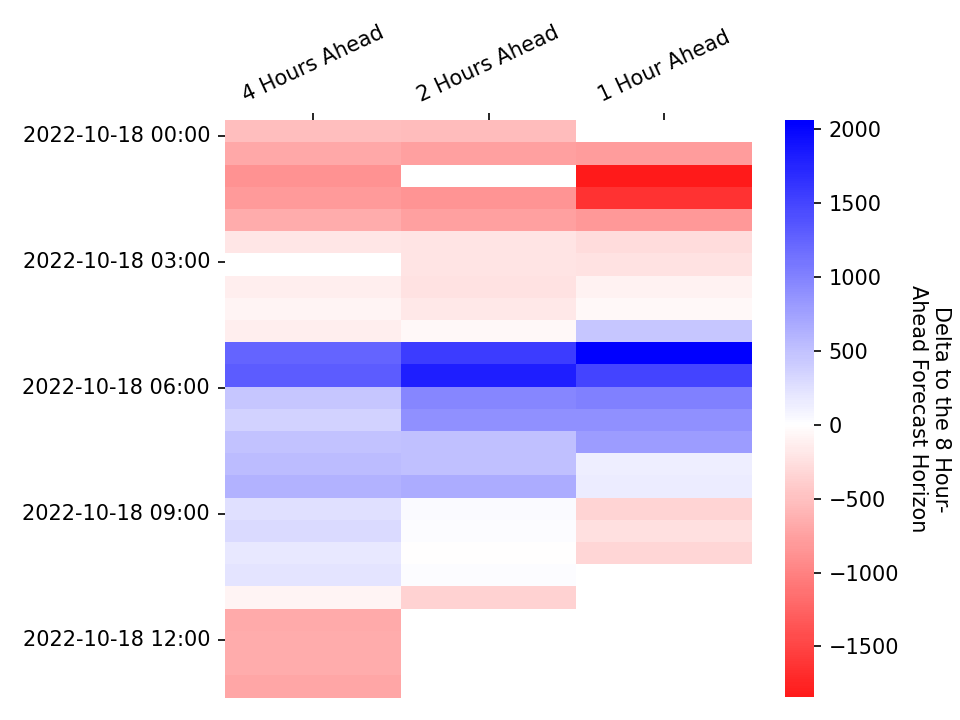 4 Hours Ahead
2 Hours Ahead
1 Hour Ahead
2022-10-18 00:00
2022-10-18 03:00
2022-10-18 06:00
2022-10-18 09:00
2022-10-18 12:00
2000
1500
1000
500
0
−500
−1000
−1500
Delta to the 8 Hour-
Ahead Forecast Horizon